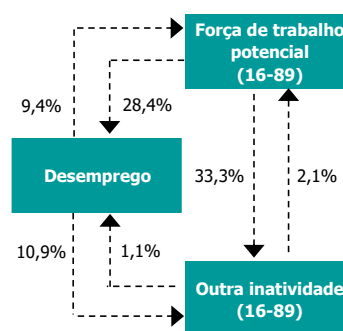 Força de trabalho
potencial
(16-89)
9,4%
28,4%
Desemprego
33,3%
2,1%
10,9%
1,1%
Outra inatividade
(16-89)